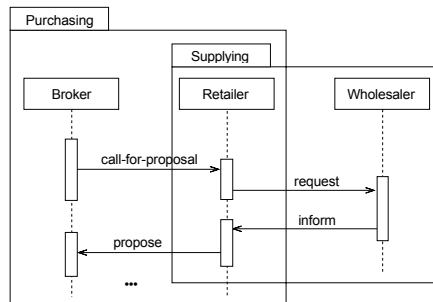 Purchasing
Supplying
Broker
Retailer
Wholesaler
call-for-proposal
request
inform
propose
...